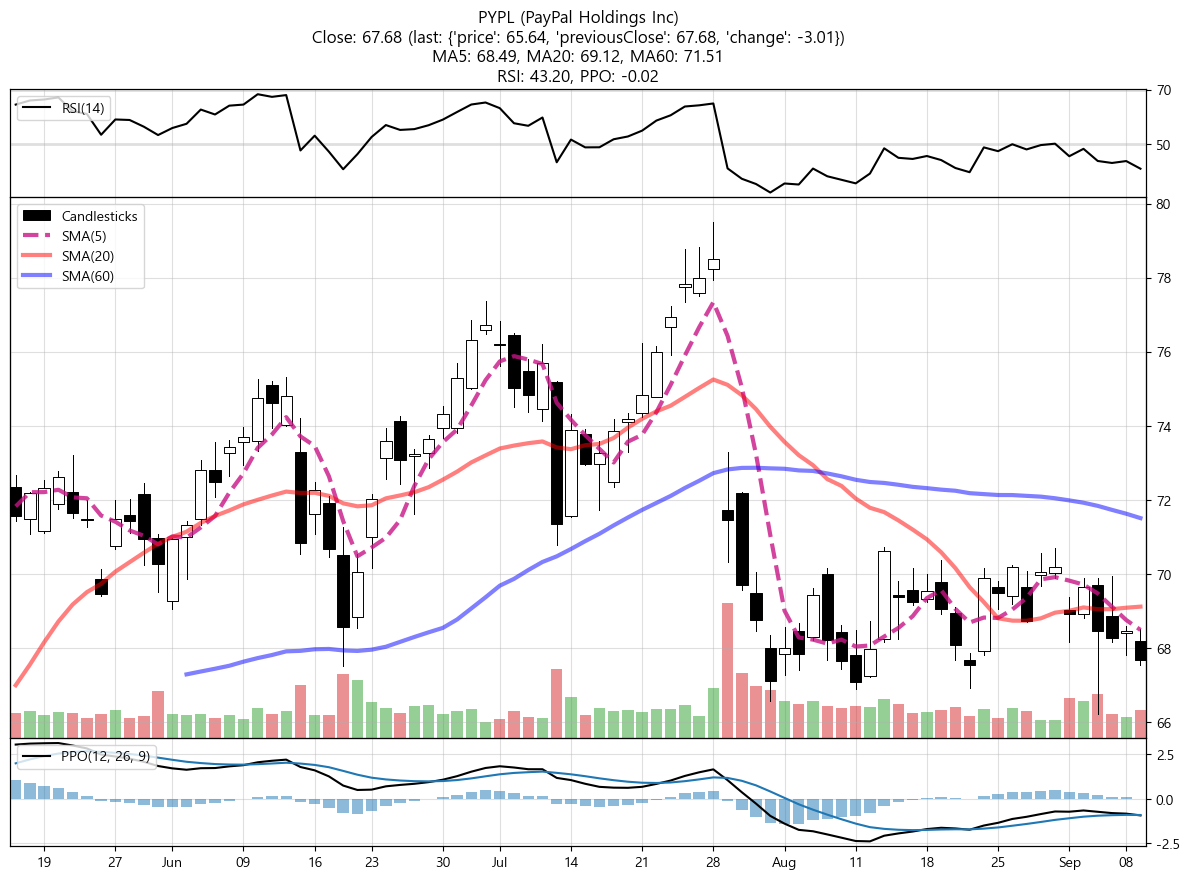 PYPL (PayPal Holdings Inc)
Close: 67.68 (last: {'price': 65.64, 'previousClose': 67.68, 'change': -3.01})
MA5: 68.49, MA20: 69.12, MA60: 71.51
RSI: 43.20, PPO: -0.02
RSI(14)
70
50
Candlesticks
SMA(5)
SMA(20)
SMA(60)
80
78
76
74
72
70
68
66
PPO(12, 26, 9)
2.5
0.0
-2.5
19 27 Jun 09 16 23 30 Jul 14 21 28 Aug 11 18 25 Sep 08